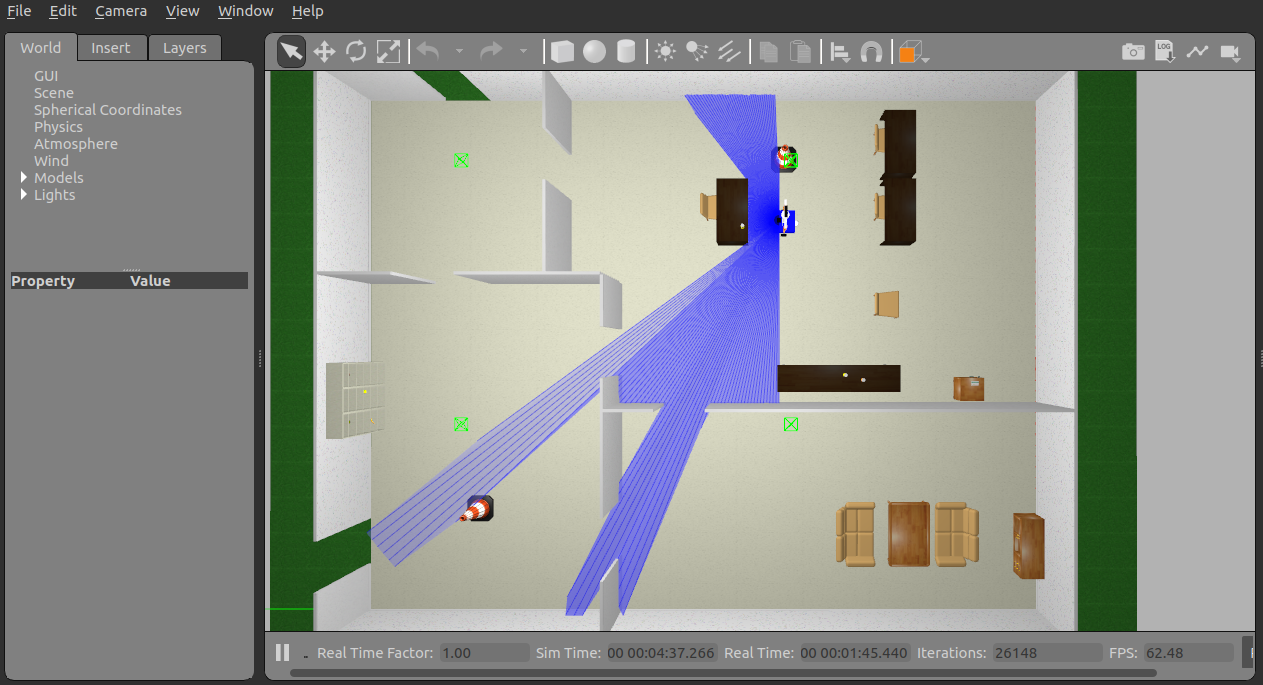 File Edit Camera View Window Help
World Insert Layers
GUI
Scene
Spherical Coordinates
Physics
Atmosphere
Wind
Models
Lights
Property Value
LOG
Real Time Factor: 1.00 Sim Time: 00 00:04:37.266 Real Time: 00 00:01:45.440 Iterations: 26148 FPS: 62.48